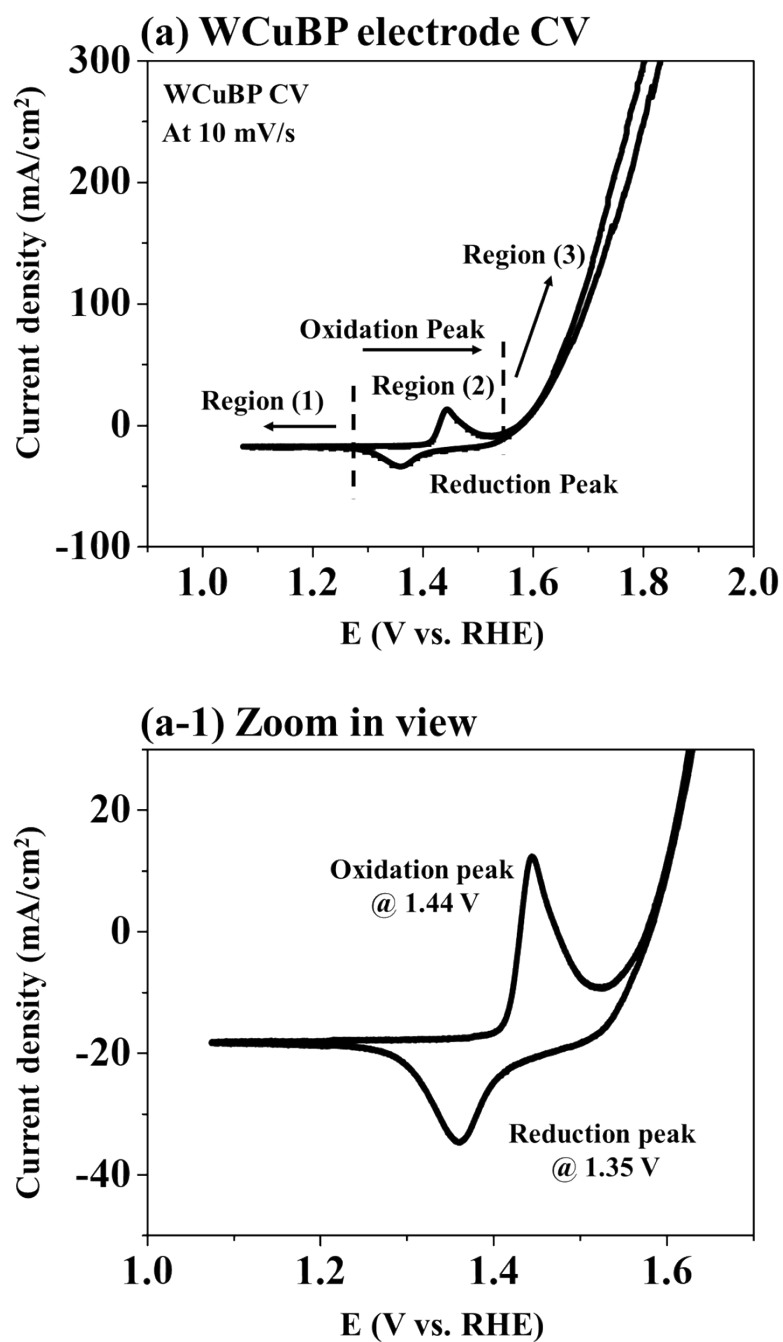 (a) WCuBP electrode CV
300
WCuBP CV
At 10 mV/s
200
Region (3)
100
Oxidation Peak
Region (2)
Region (1)
0
Reduction Peak
-100
Current density (mA/cm²)
1.0 1.2 1.4 1.6 1.8 2.0
E (V vs. RHE)
(a-1) Zoom in view
20
Oxidation peak
@ 1.44 V
0
-20
Reduction peak
@ 1.35 V
-40
Current density (mA/cm²)
1.0 1.2 1.4 1.6
E (V vs. RHE)